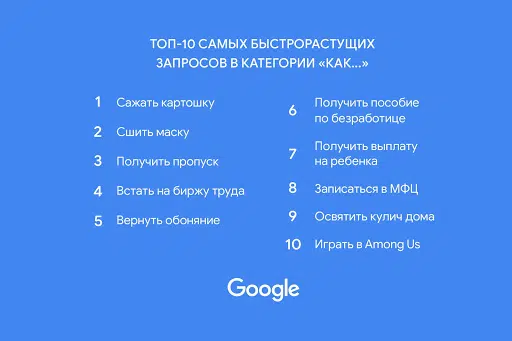 ТОП-10 САМЫХ БЫСТРОРАСТУЩИХ
ЗАПРОСОВ В КАТЕГОРИИ «КАК...»
1 Сажать картошку
2 Сшить маску
3 Получить пропуск
4 Встать на биржу труда
5 Вернуть обоняние
6 Получить пособие
по безработице
7 Получить выплату
на ребенка
8 Записаться в МФЦ
9 Освятить кулич дома
10 Играть в Among Us
Google